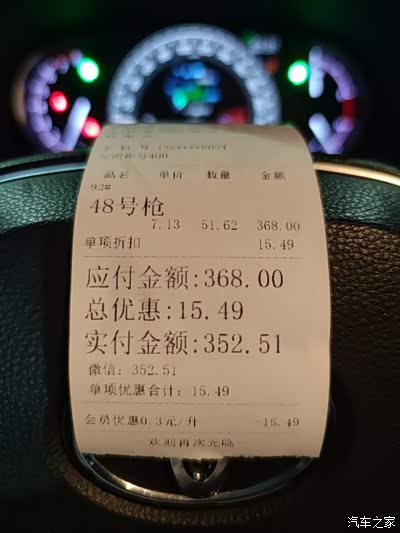 品名 单价 数量 金额
92#
48号枪
7.13 51.62 368.00
单项折扣 15.49
应付金额:368.00
总优惠:15.49
实付金额:352.51
微信: 352.51
单项优惠合计: 15.49
会员优惠0.3元/升 -15.49
欢迎再次光临
汽车之家